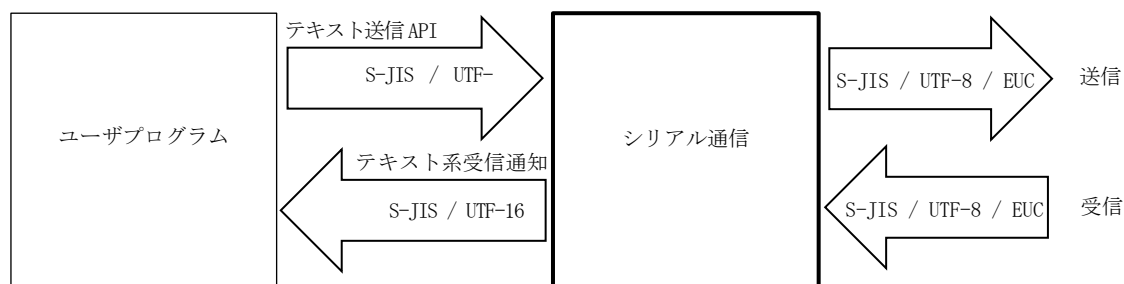 テキスト送信API
S-JIS / UTF-
S-JIS / UTF-8 / EUC
送信
ユーザプログラム
シリアル通信
テキスト系受信通知
S-JIS / UTF-16
S-JIS / UTF-8 / EUC
受信